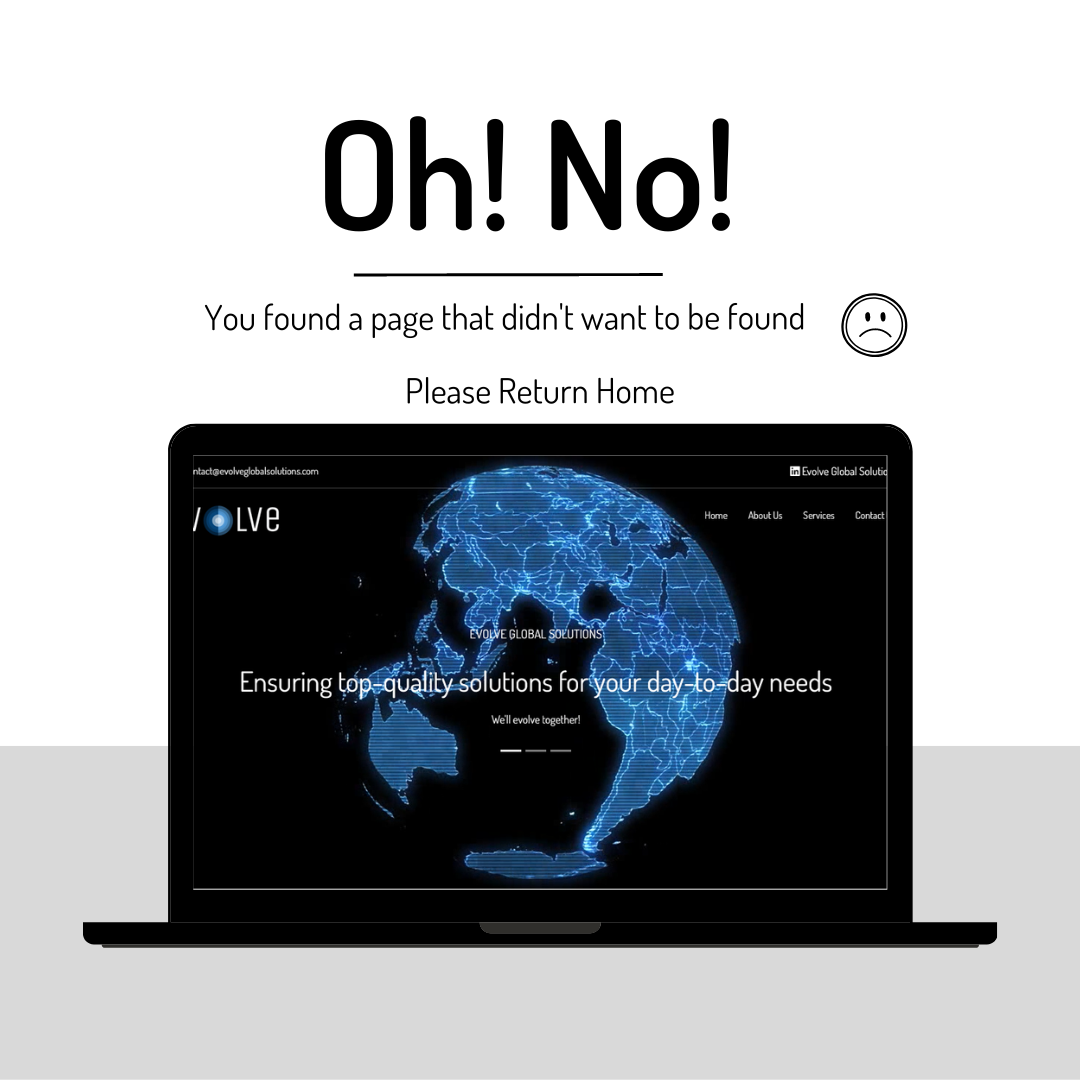 Oh! No!
You found a page that didn't want to be found
Please Return Home
ntact@evolveglobalsolutions.com
in Evolve Global Solutio
VOLVe
Home About Us Services Contact
EVOLVE GLOBAL SOLUTIONS
Ensuring top-quality solutions for your day-to-day needs
We'll evolve together!